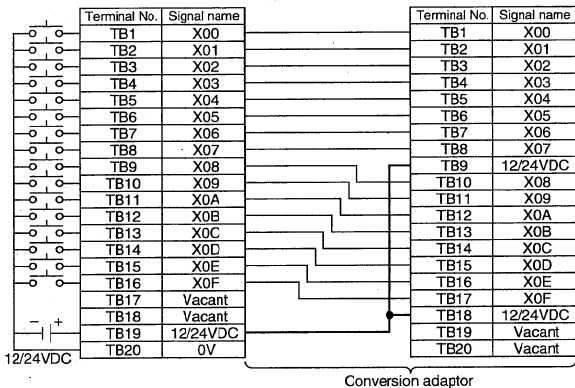 Terminal No. Signal name Terminal No. Signal name
TB1 X00 TB1 X00
TB2 X01 TB2 X01
TB3 X02 TB3 X02
TB4 X03 TB4 X03
TB5 X04 TB5 X04
TB6 X05 TB6 X05
TB7 X06 TB7 X06
TB8 X07 TB8 X07
TB9 X08 TB9 12/24VDC
TB10 X09 TB10 X08
TB11 X0A TB11 X09
TB12 X0B TB12 X0A
TB13 X0C TB13 X0B
TB14 X0D TB14 X0C
TB15 X0E TB15 X0D
TB16 X0F TB16 X0E
TB17 Vacant TB17 X0F
TB18 Vacant TB18 12/24VDC
− + TB19 12/24VDC TB19 Vacant
12/24VDC TB20 0V TB20 Vacant
Conversion adaptor